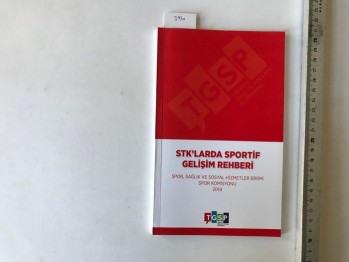 TGSP
STK'LARDA SPORTİF
GELİŞİM REHBERİ
SPOR, SAĞLIK VE SOSYAL HİZMETLER BİRİMİ
SPOR KOMİSYONU
2019
TGSP